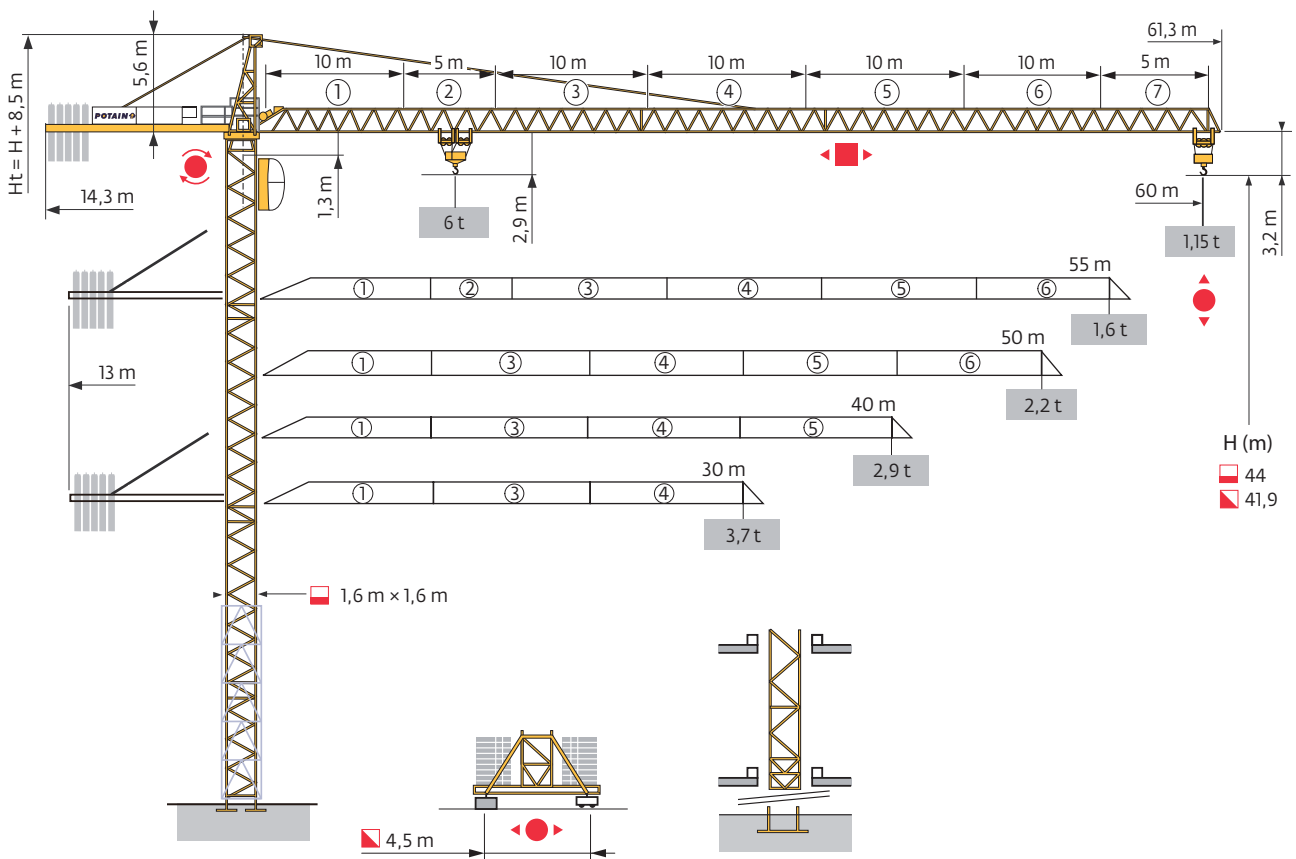 61,3 m
10 m 5 m 10 m 10 m 10 m 10 m 5 m
① ② ③ ④ ⑤ ⑥ ⑦
5,6 m
Ht = H + 8,5 m
POTAIN
14,3 m
1,3 m
6 t
2,9 m
60 m
1,15 t
3,2 m
55 m
① ② ③ ④ ⑤ ⑥
1,6 t
50 m
① ③ ④ ⑤ ⑥
2,2 t
13 m
40 m
① ③ ④ ⑤
2,9 t
30 m
① ③ ④
3,7 t
H (m)
44
41,9
1,6 m × 1,6 m
4,5 m